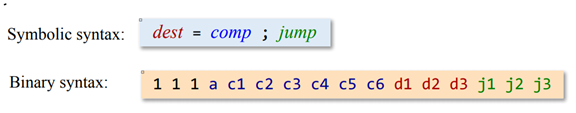 Symbolic syntax: dest = comp ; jump
Binary syntax: 1 1 1 a c1 c2 c3 c4 c5 c6 d1 d2 d3 j1 j2 j3